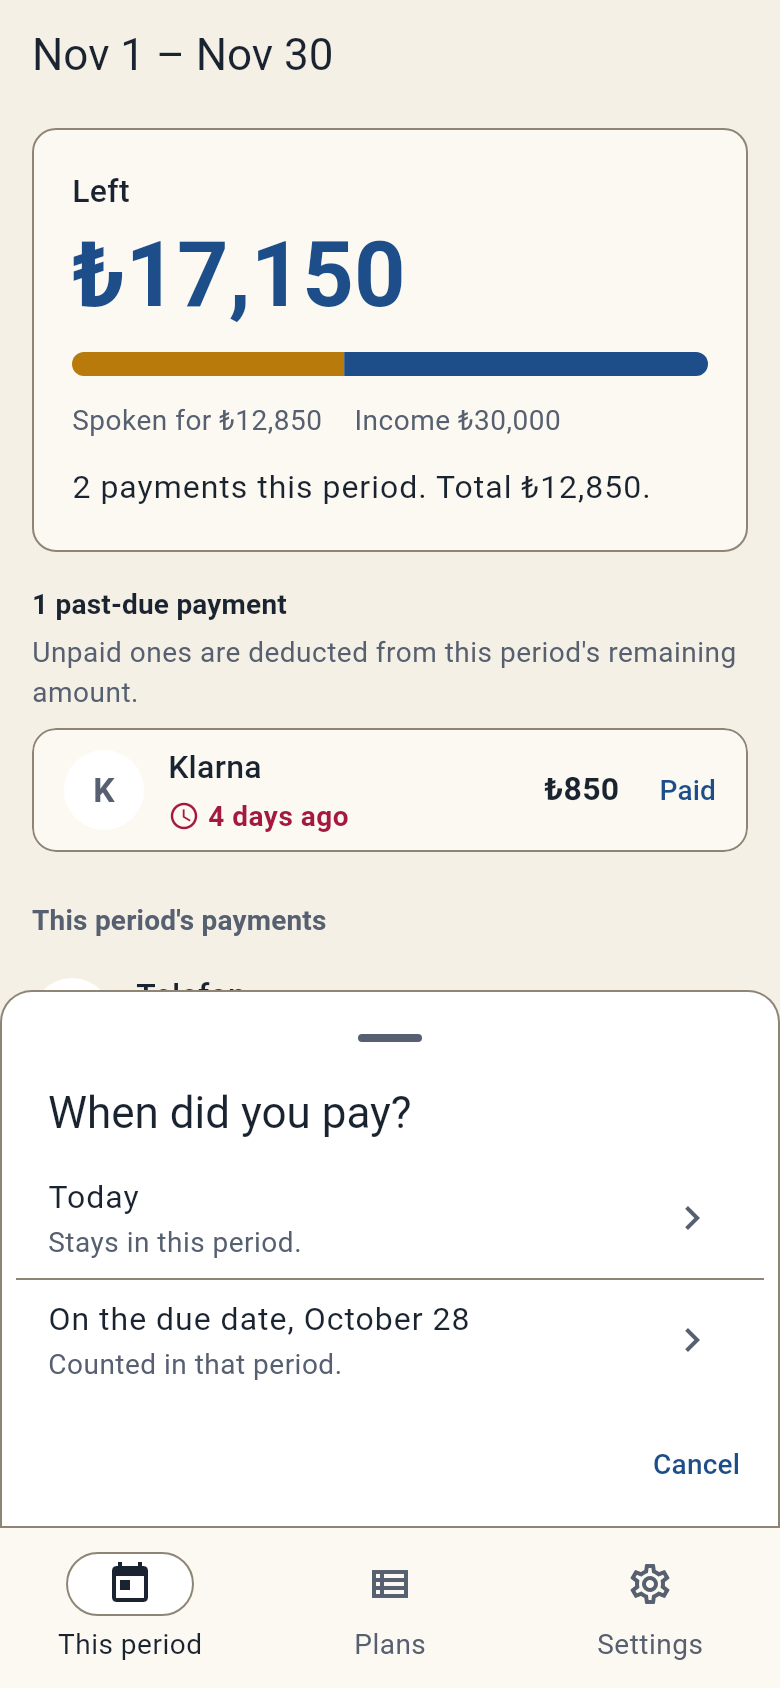 Nov 1 – Nov 30
Left
₺17,150
Spoken for ₺12,850 Income ₺30,000
2 payments this period. Total ₺12,850.
1 past-due payment
Unpaid ones are deducted from this period's remaining
amount.
K
Klarna
4 days ago
₺850
Paid
This period's payments
Telefon
When did you pay?
Today
Stays in this period.
On the due date, October 28
Counted in that period.
Cancel
This period
Plans
Settings